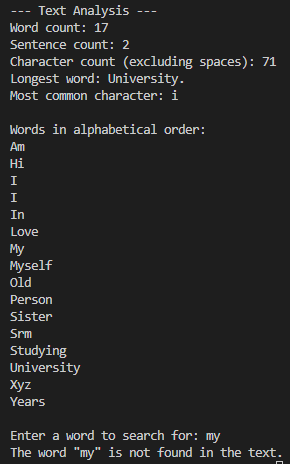 --- Text Analysis ---
Word count: 17
Sentence count: 2
Character count (excluding spaces): 71
Longest word: University.
Most common character: i
Words in alphabetical order:
Am
Hi
I
I
In
Love
My
Myself
Old
Person
Sister
Srm
Studying
University
Xyz
Years
Enter a word to search for: my
The word "my" is not found in the text.